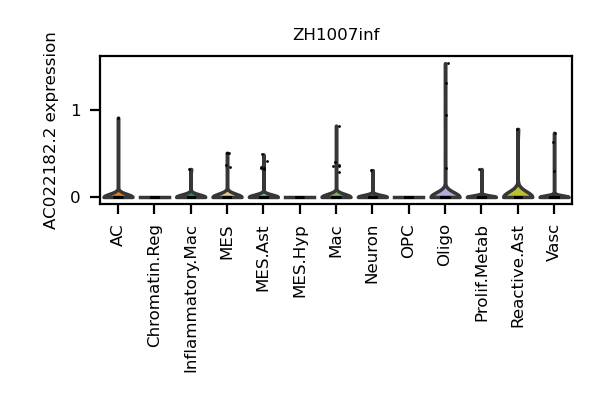 ZH1007inf
AC022182.2 expression
1
0
AC
Chromatin.Reg
Inflammatory.Mac
MES
MES.Ast
MES.Hyp
Mac
Neuron
OPC
Oligo
Prolif.Metab
Reactive.Ast
Vasc